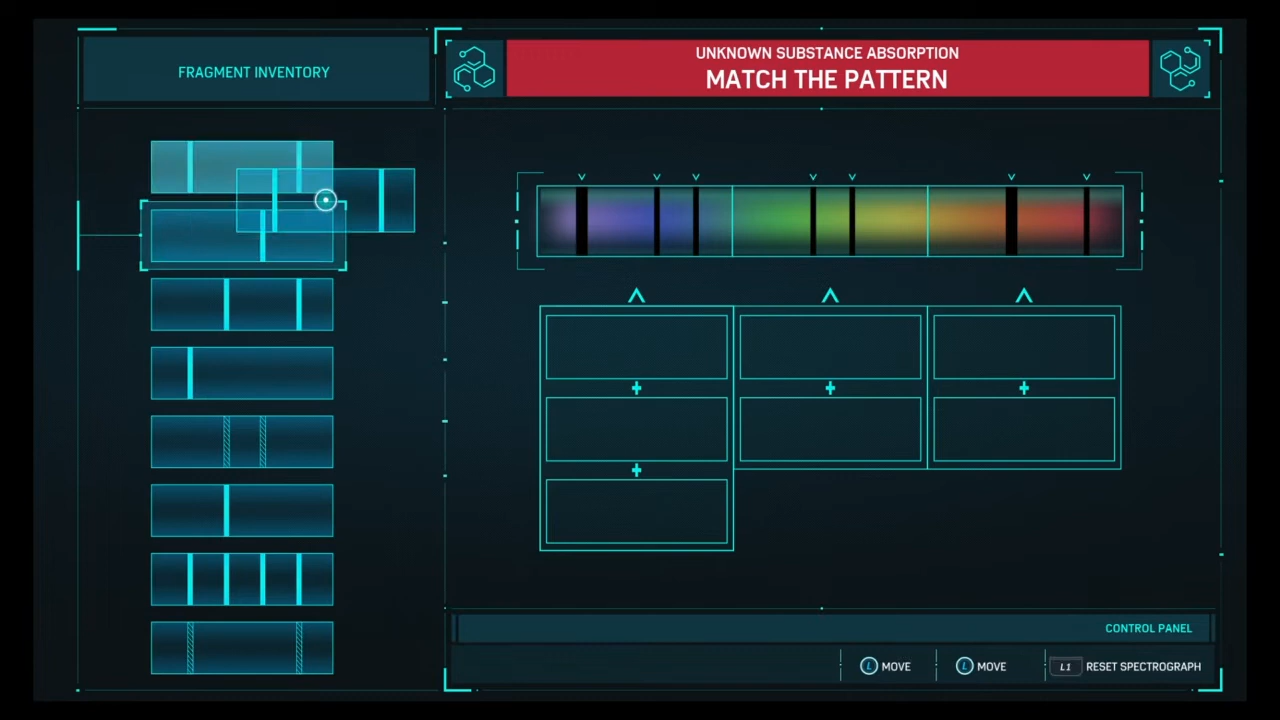 FRAGMENT INVENTORY
UNKNOWN SUBSTANCE ABSORPTION
MATCH THE PATTERN
CONTROL PANEL
L MOVE
L MOVE
L1 RESET SPECTROGRAPH